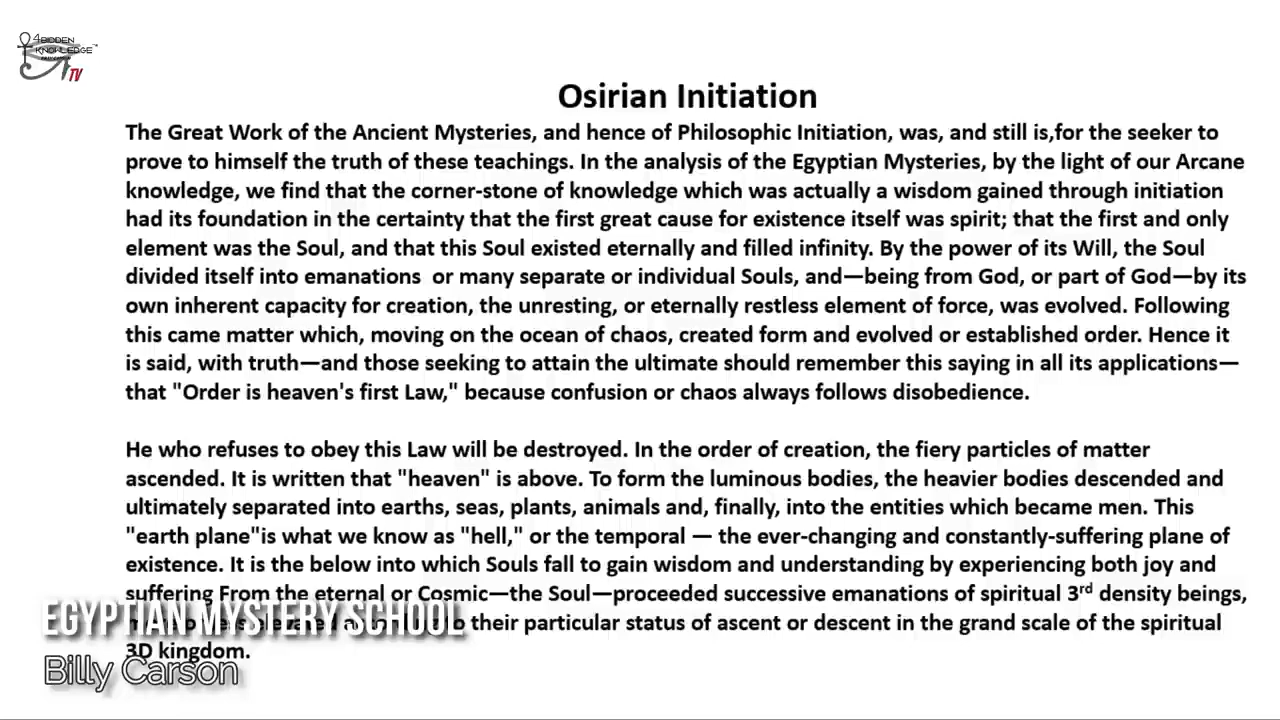 4BIDDEN
KNOWLEDGE
TV
Osirian Initiation
The Great Work of the Ancient Mysteries, and hence of Philosophic Initiation, was, and still is,for the seeker to
prove to himself the truth of these teachings. In the analysis of the Egyptian Mysteries, by the light of our Arcane
knowledge, we find that the corner-stone of knowledge which was actually a wisdom gained through initiation
had its foundation in the certainty that the first great cause for existence itself was spirit; that the first and only
element was the Soul, and that this Soul existed eternally and filled infinity. By the power of its Will, the Soul
divided itself into emanations or many separate or individual Souls, and—being from God, or part of God—by its
own inherent capacity for creation, the unresting, or eternally restless element of force, was evolved. Following
this came matter which, moving on the ocean of chaos, created form and evolved or established order. Hence it
is said, with truth—and those seeking to attain the ultimate should remember this saying in all its applications—
that "Order is heaven's first Law," because confusion or chaos always follows disobedience.
He who refuses to obey this Law will be destroyed. In the order of creation, the fiery particles of matter
ascended. It is written that "heaven" is above. To form the luminous bodies, the heavier bodies descended and
ultimately separated into earths, seas, plants, animals and, finally, into the entities which became men. This
"earth plane"is what we know as "hell," or the temporal — the ever-changing and constantly-suffering plane of
existence. It is the below into which Souls fall to gain wisdom and understanding by experiencing both joy and
suffering From the eternal or Cosmic—the Soul—proceeded successive emanations of spiritual 3rd density beings,
to their particular status of ascent or descent in the grand scale of the spiritual
3D kingdom.
EGYPTIAN MYSTERY SCHOOL
Billy Carson